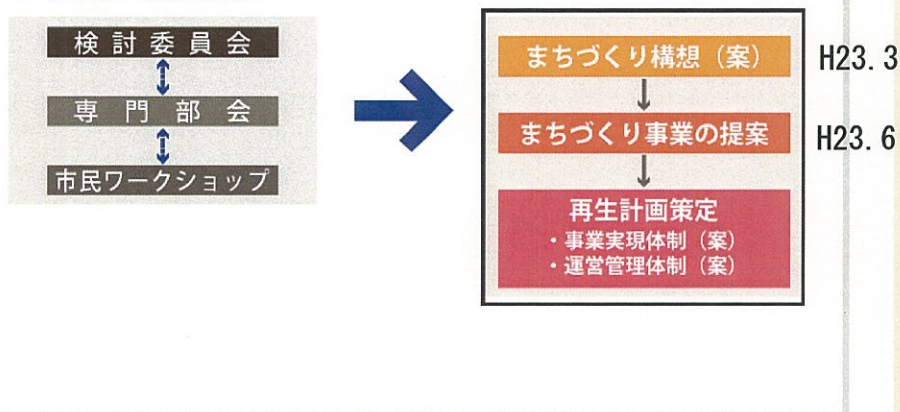 検討委員会
専門部会
市民ワークショップ
まちづくり構想（案）
H23.3
まちづくり事業の提案
H23.6
再生計画策定
・事業実現体制（案）
・運営管理体制（案）